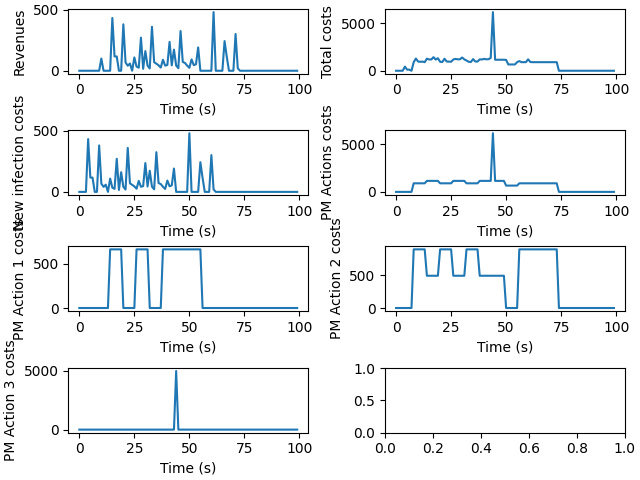 Revenues
500
0
0 25 50 75 100
Time (s)
Total costs
5000
0
0 25 50 75 100
Time (s)
New infection costs
500
0
0 25 50 75 100
Time (s)
PM Actions costs
5000
0
0 25 50 75 100
Time (s)
PM Action 1 costs
500
0
0 25 50 75 100
Time (s)
PM Action 2 costs
500
0
0 25 50 75 100
Time (s)
PM Action 3 costs
5000
0
0 25 50 75 100
Time (s)
1.0
0.5
0.0
0.0 0.2 0.4 0.6 0.8 1.0